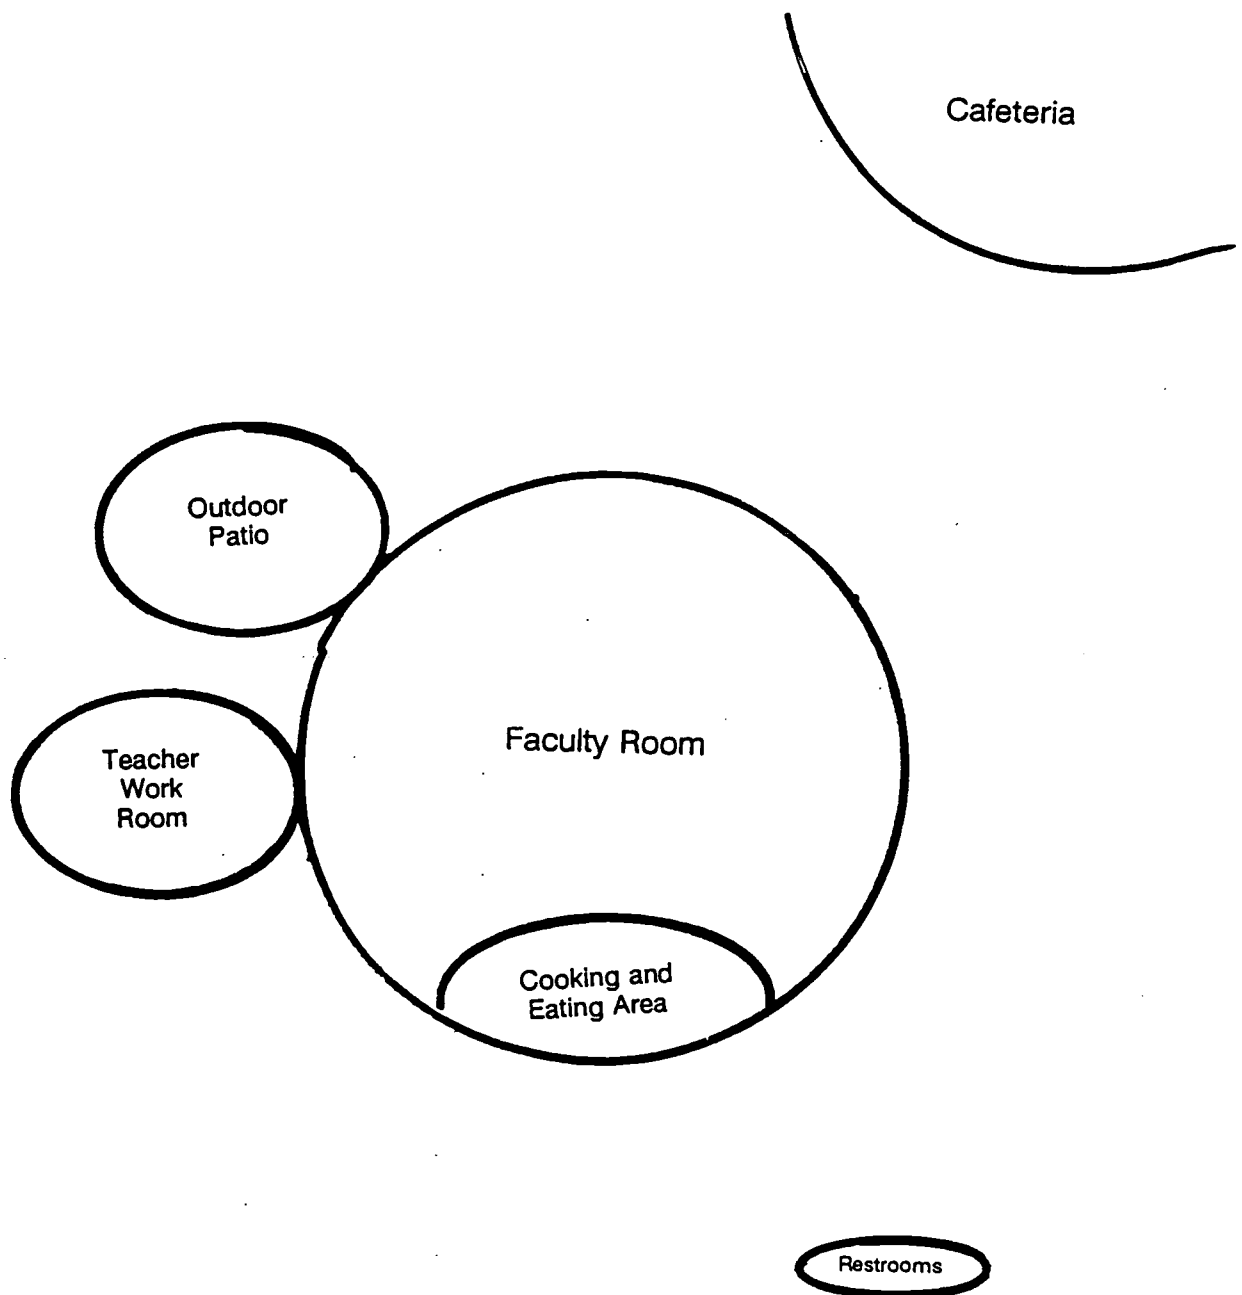 Cafeteria
Outdoor
Patio
Faculty Room
Teacher
Work
Room
Cooking and
Eating Area
Restrooms